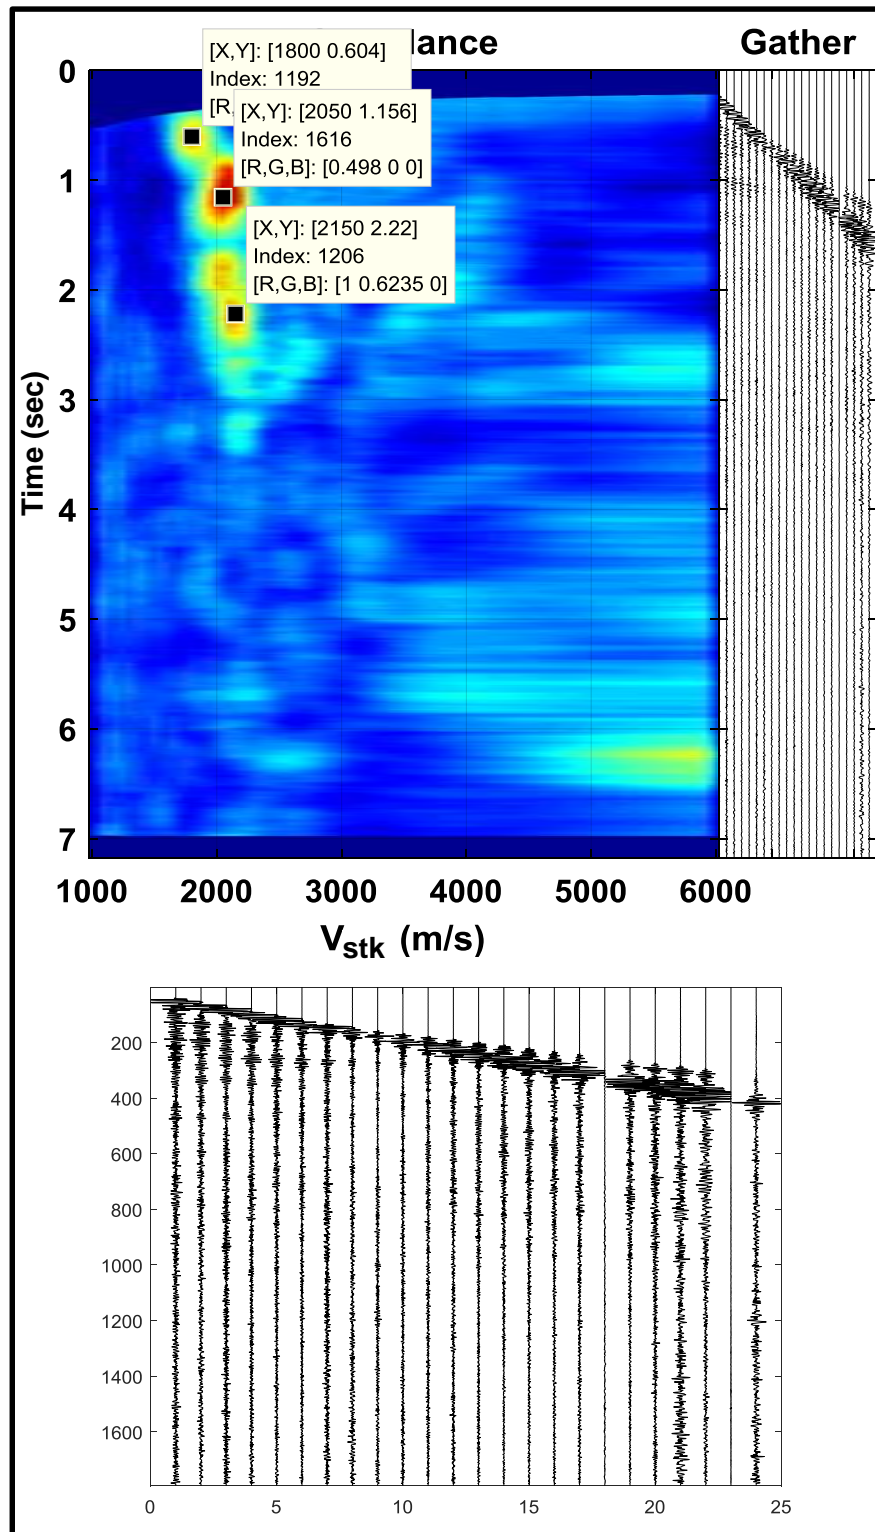 lance
Gather
[X,Y]: [1800 0.604]
Index: 1192
[R,
[X,Y]: [2050 1.156]
Index: 1616
[R,G,B]: [0.498 0 0]
[X,Y]: [2150 2.22]
Index: 1206
[R,G,B]: [1 0.6235 0]
0
1
2
3
4
5
6
7
Time (sec)
1000 2000 3000 4000 5000 6000
Vstk (m/s)
200
400
600
800
1000
1200
1400
1600
0 5 10 15 20 25